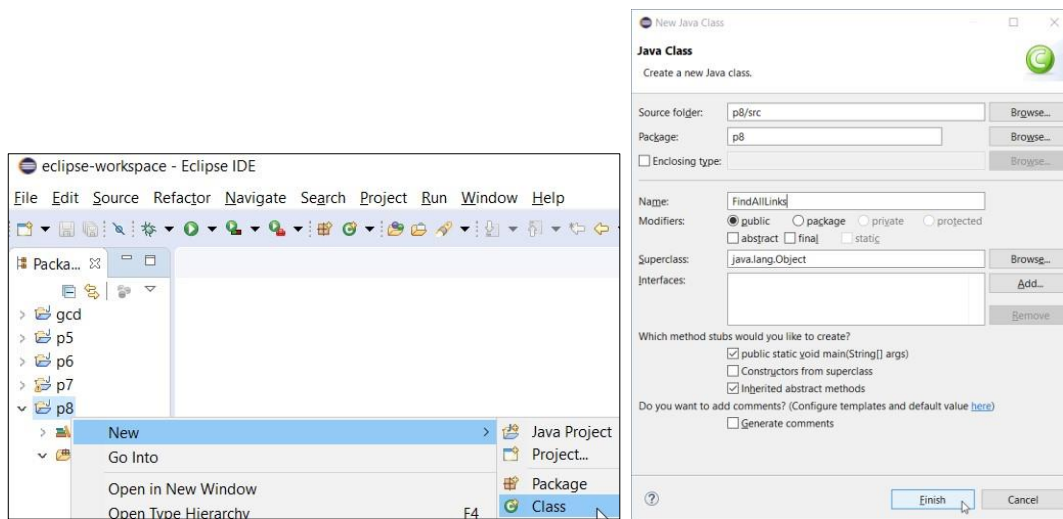 eclipse-workspace - Eclipse IDE
File Edit Source Refactor Navigate Search Project Run Window Help
Packa...
gcd
p5
p6
p7
p8
New
Java Project
Go Into
Project...
Package
Open in New Window
Class
Open Type Hierarchy F4
New Java Class
Java Class
Create a new Java class.
Source folder: p8/src Browse...
Package: p8 Browse...
Enclosing type: Browse...
Name: FindAllLinks
Modifiers: public package private protected
abstract final static
Superclass: java.lang.Object Browse...
Interfaces: Add...
Remove
Which method stubs would you like to create?
public static void main(String[] args)
Constructors from superclass
Inherited abstract methods
Do you want to add comments? (Configure templates and default value here)
Generate comments
? Finish Cancel